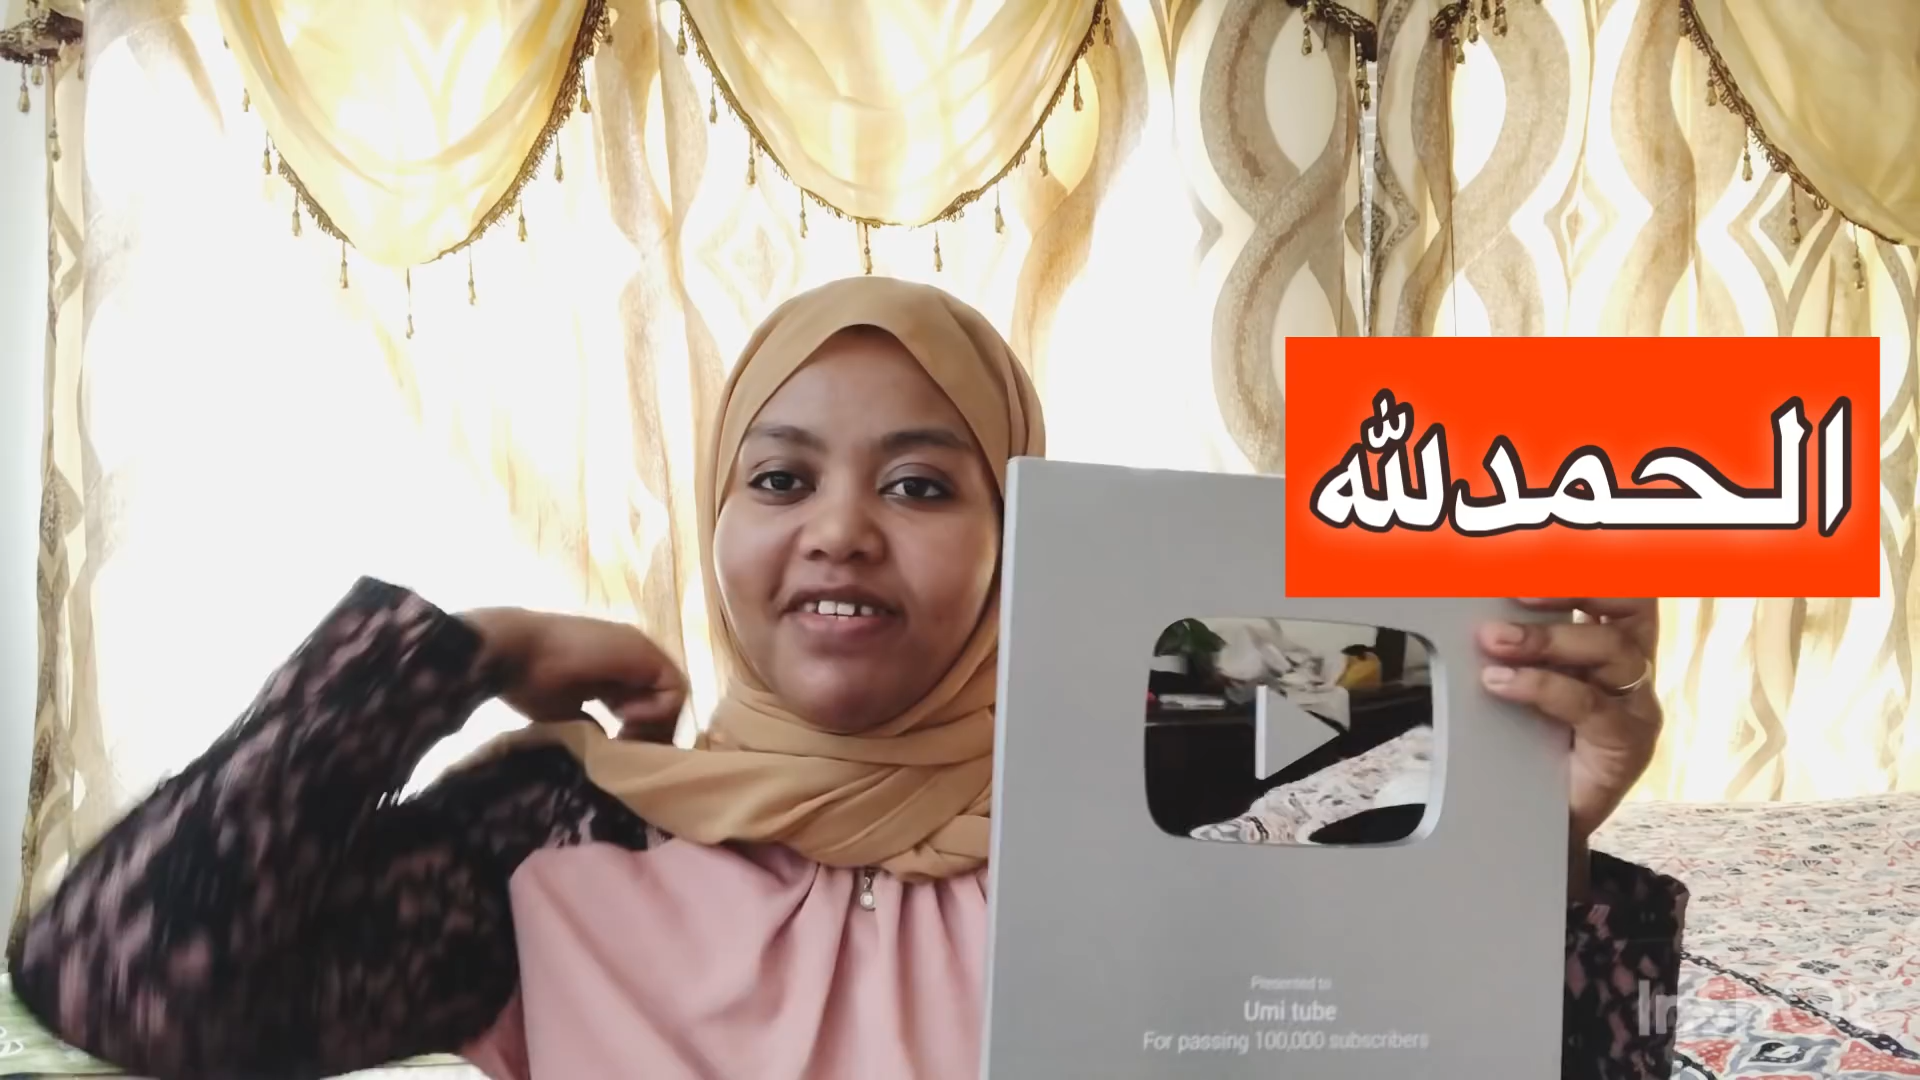 الحمدلله
Presented to
Umi tube
For passing 100,000 subscribers